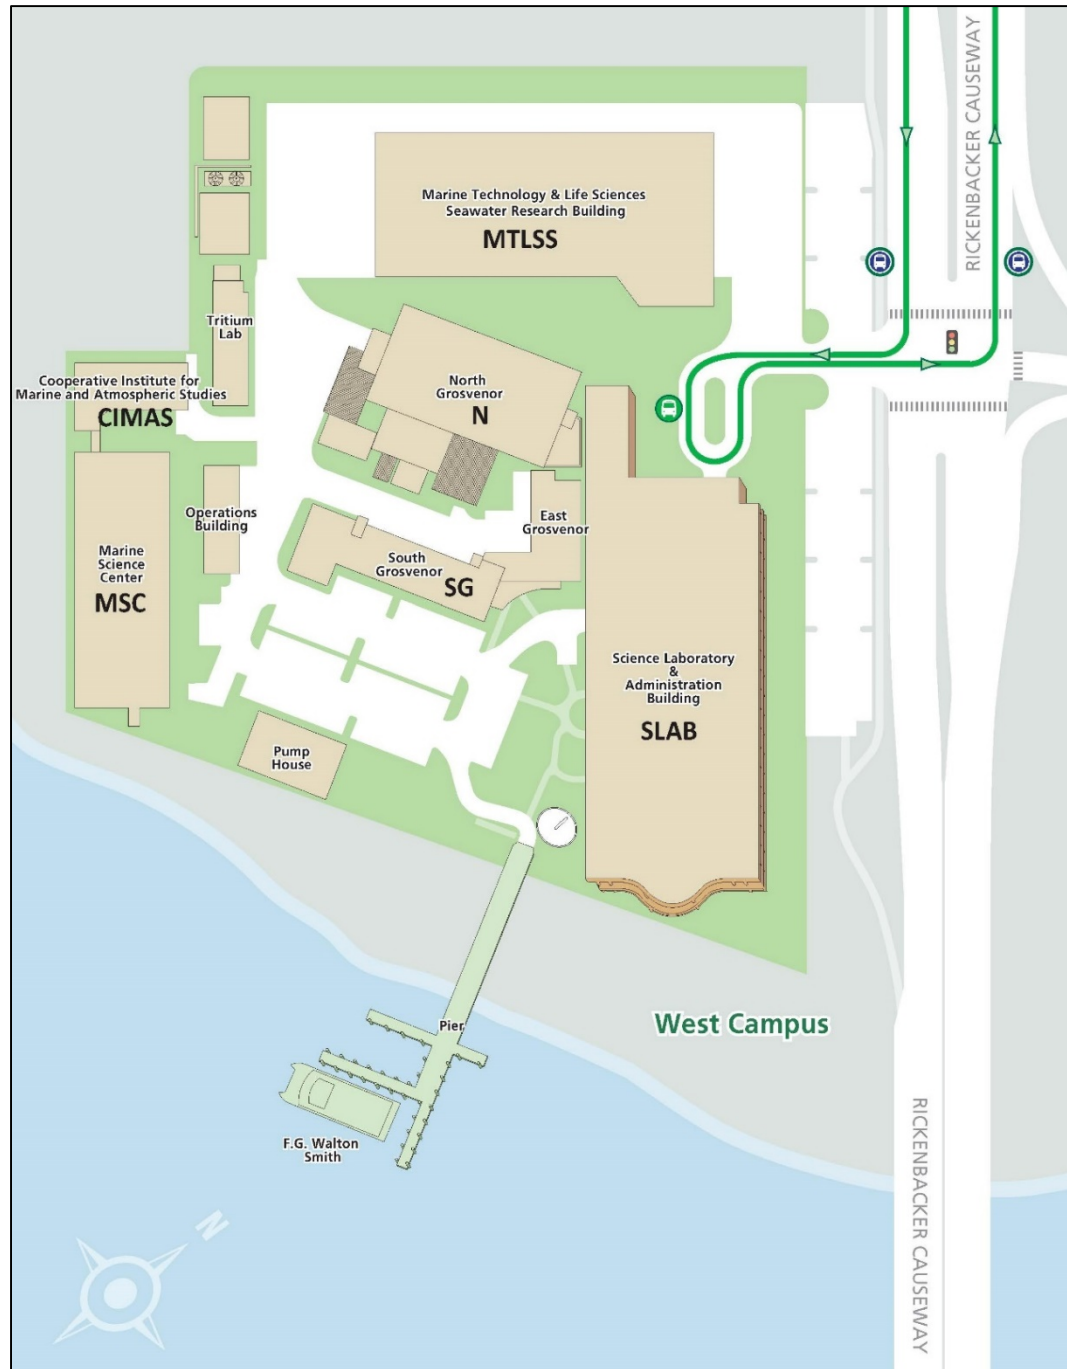 RICKENBACKER CAUSEWAY
Marine Technology & Life Sciences
Seawater Research Building
MTLSS
Tritium
Lab
Cooperative Institute for
Marine and Atmospheric Studies
CIMAS
North
Grosvenor
N
Operations
Building
East
Grosvenor
South
Grosvenor
SG
Marine
Science
Center
MSC
Science Laboratory
&
Administration
Building
SLAB
Pump
House
West Campus
Pier
F.G. Walton
Smith
RICKENBACKER CAUSEWAY
N